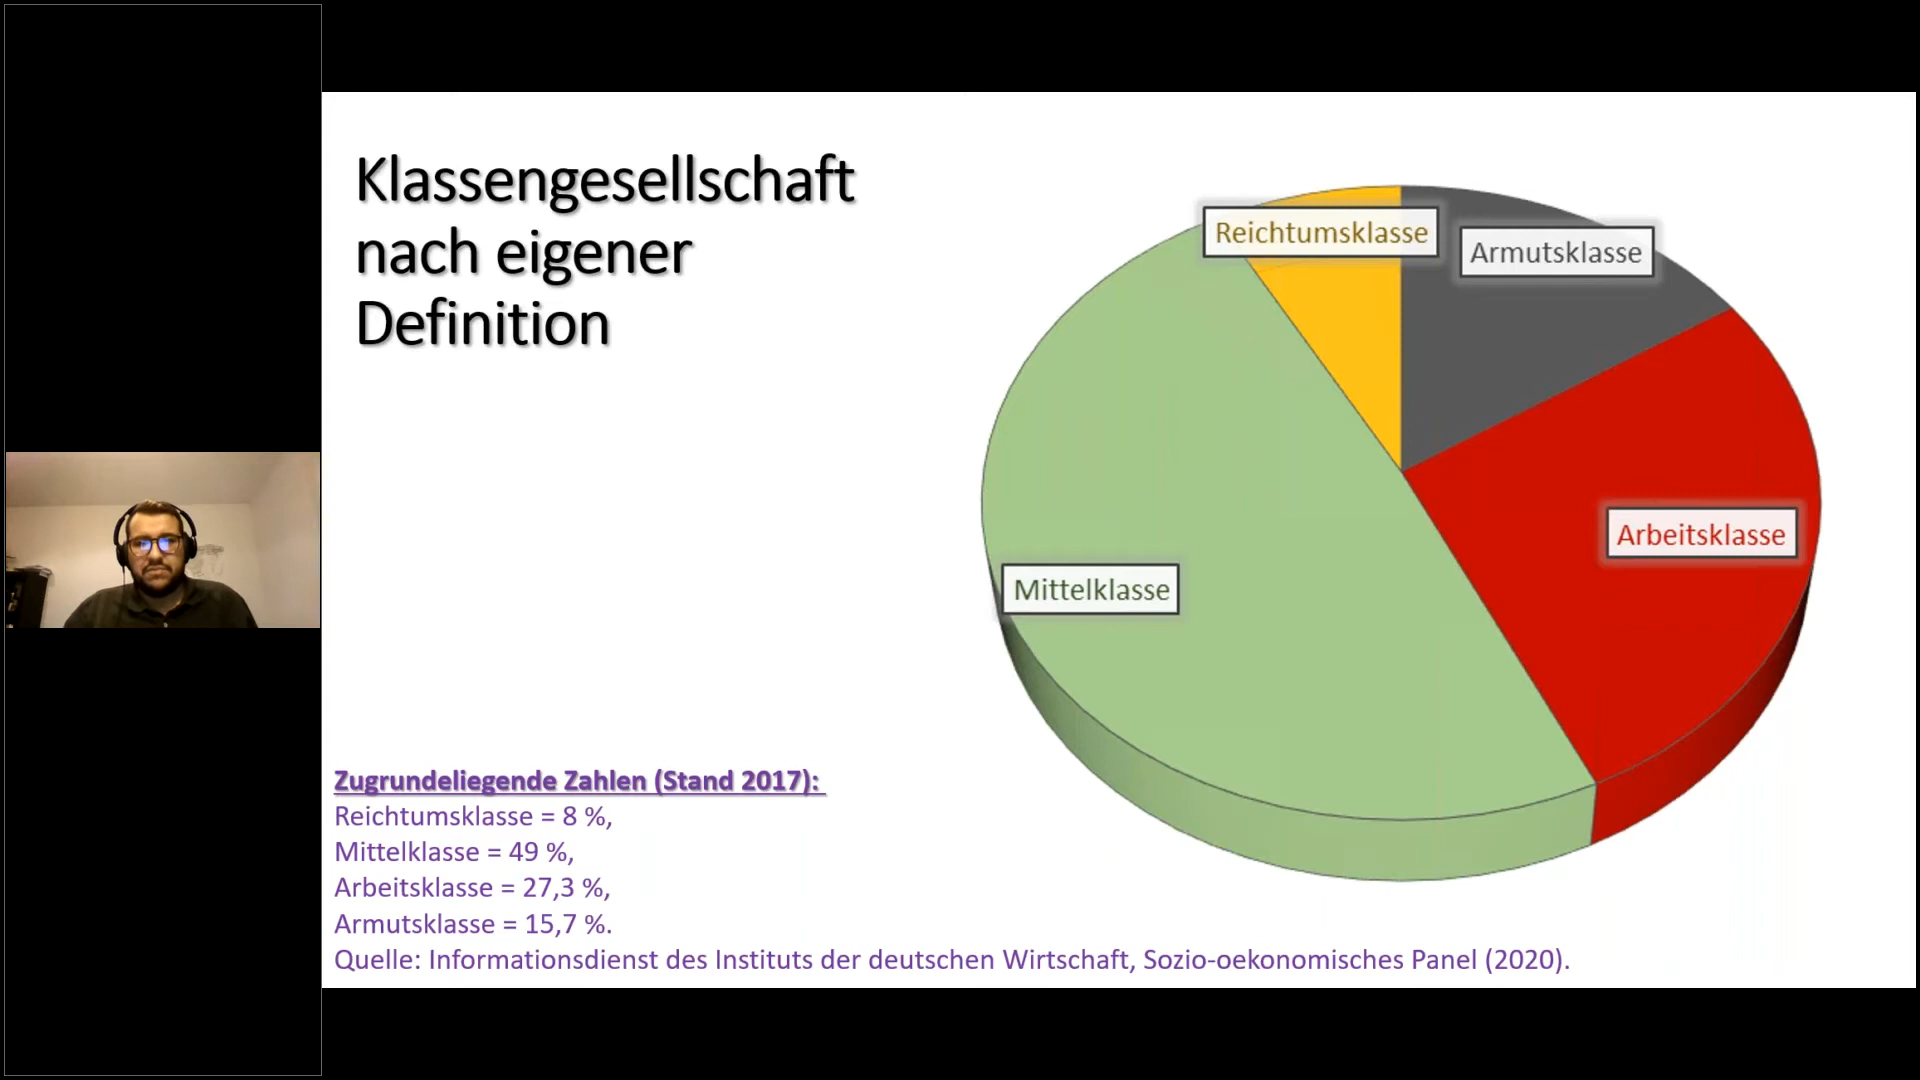 Klassengesellschaft
nach eigener
Definition
Reichtumsklasse
Armutsklasse
Arbeitsklasse
Mittelklasse
Zugrundeliegende Zahlen (Stand 2017):
Reichtumsklasse = 8 %,
Mittelklasse = 49 %,
Arbeitsklasse = 27,3 %,
Armutsklasse = 15,7 %.
Quelle: Informationsdienst des Instituts der deutschen Wirtschaft, Sozio-oekonomisches Panel (2020).